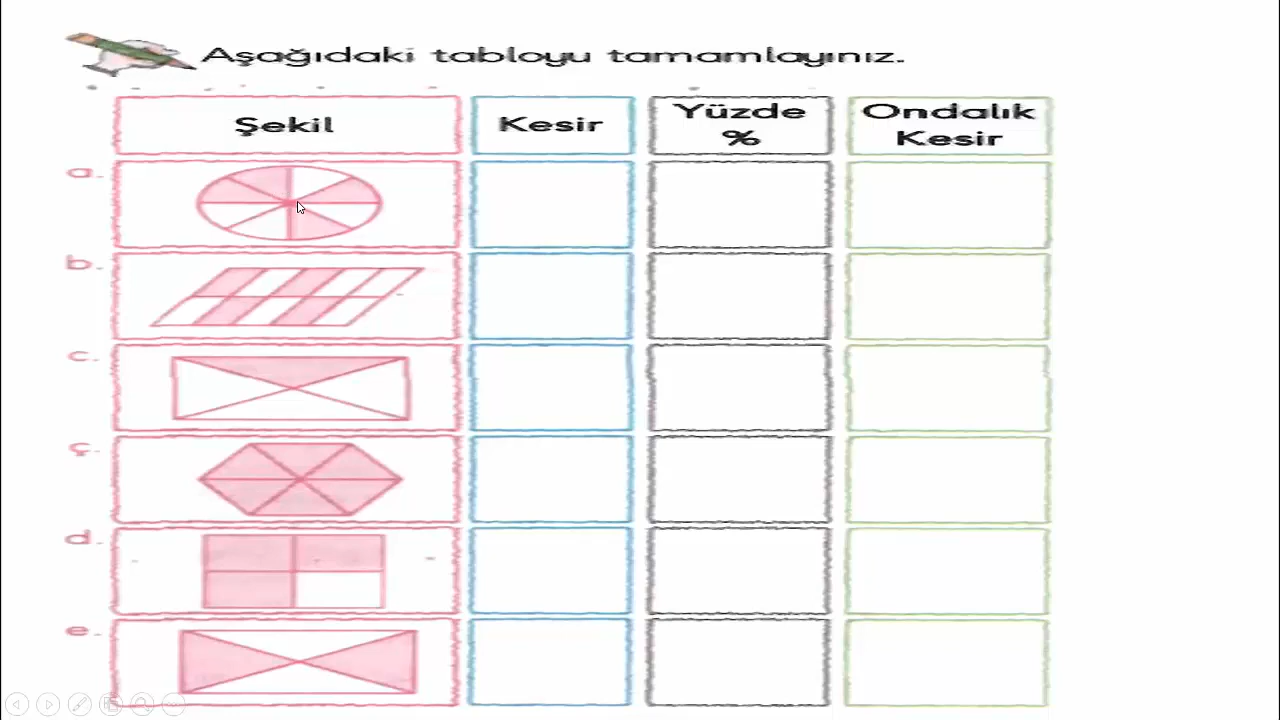 Aşağıdaki tabloyu tamamlayınız.
Şekil
Kesir
Yüzde
%
Ondalık
Kesir
a.
b.
c.
ç.
d.
e.